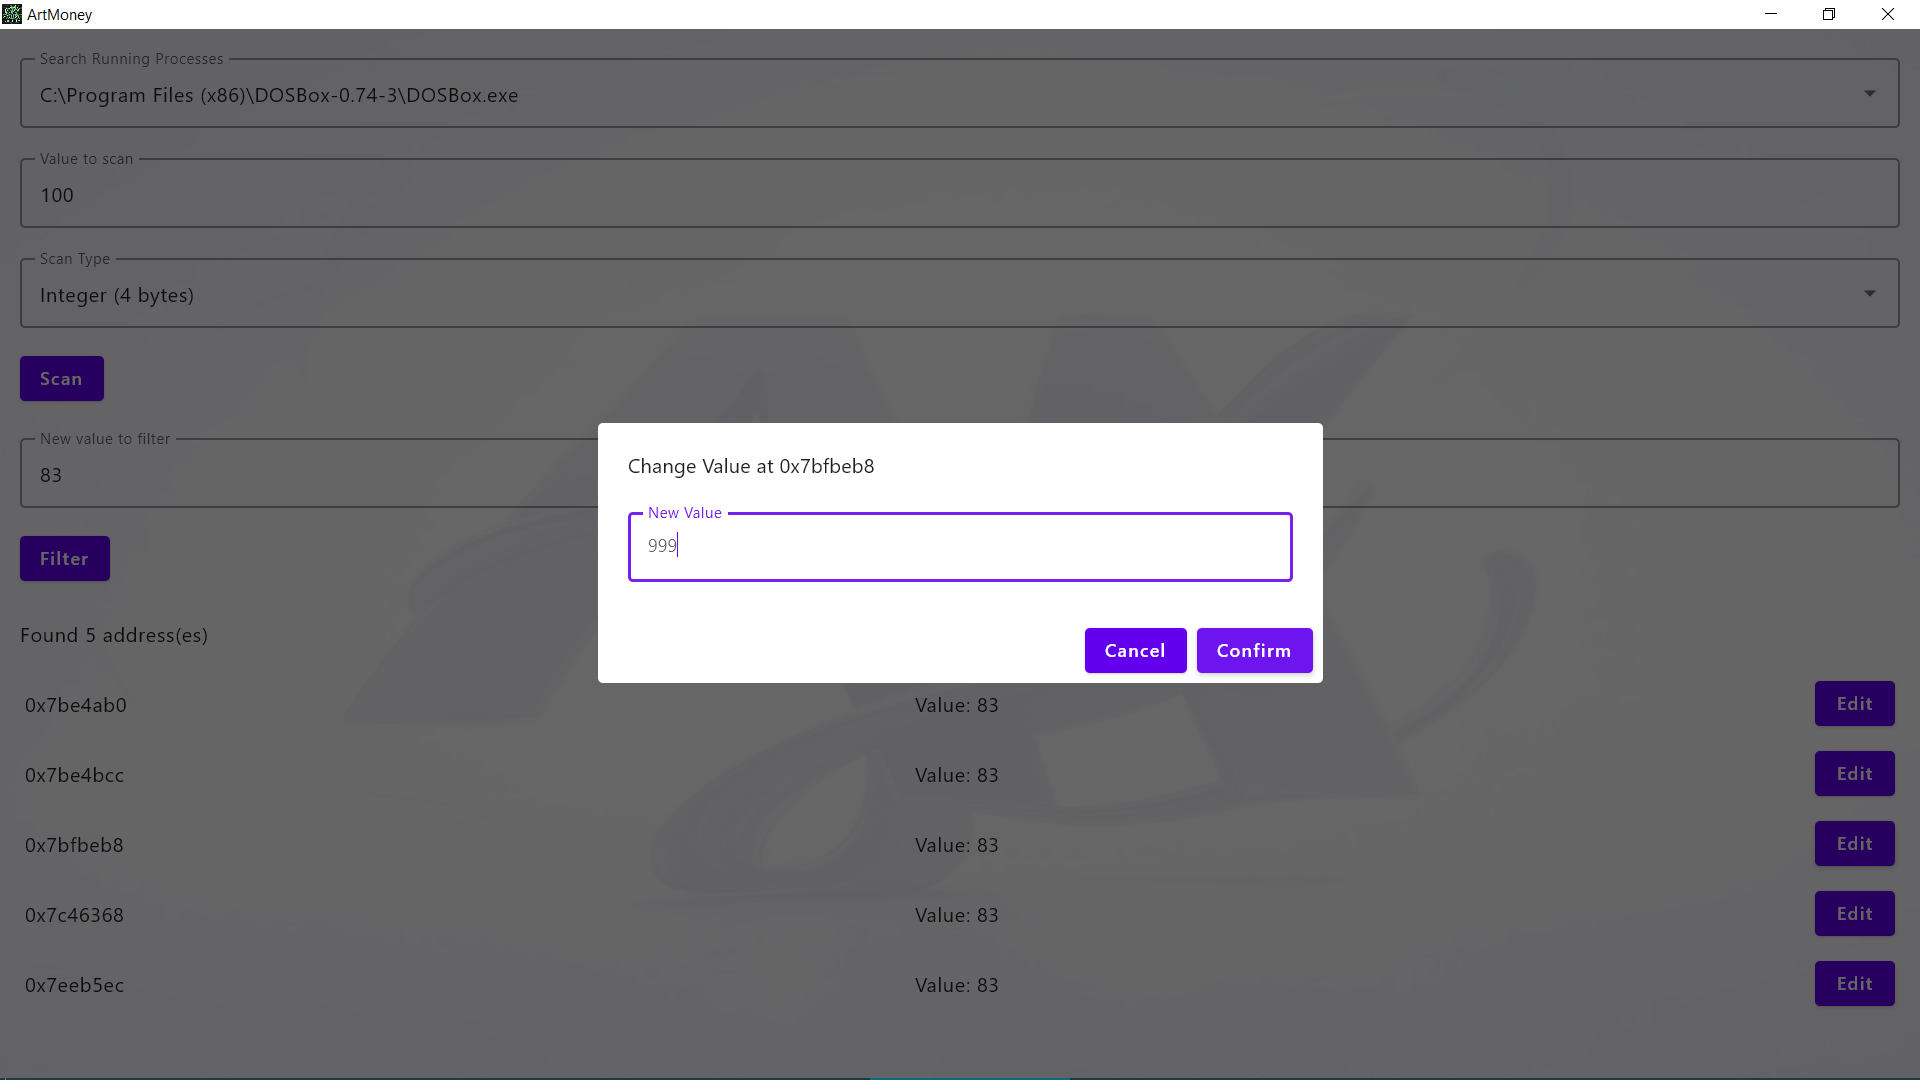 ArtMoney
Search Running Processes
C:\Program Files (x86)\DOSBox-0.74-3\DOSBox.exe
Value to scan
100
Scan Type
Integer (4 bytes)
Scan
New value to filter
83
Filter
Change Value at 0x7bfbeb8
New Value
999
Cancel Confirm
Found 5 address(es)
0x7be4ab0 Value: 83 Edit
0x7be4bcc Value: 83 Edit
0x7bfbeb8 Value: 83 Edit
0x7c46368 Value: 83 Edit
0x7eeb5ec Value: 83 Edit